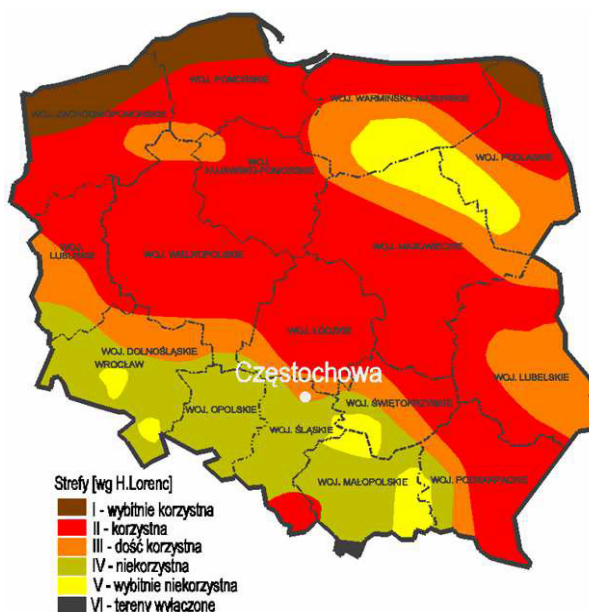 WOJ. POMORSKIE
WOJ. WARMIŃSKO-MAZURSKIE
WOJ. ZACHODNIOPOMORSKIE
WOJ. PODLASKIE
WOJ.
KUJAWSKO-POMORSKIE
WOJ.
LUBUSKIE
WOJ. WIELKOPOLSKIE
WOJ. MAZOWIECKIE
WOJ. ŁÓDZKIE
WOJ. DOLNOŚLĄSKIE
WROCŁAW
Częstochowa
WOJ. LUBELSKIE
WOJ. OPOLSKIE
WOJ. ŚWIĘTOKRZYSKIE
WOJ. ŚLĄSKIE
WOJ. MAŁOPOLSKIE
WOJ. PODKARPACKIE
Strefy [wg H.Lorenc]
I - wybitnie korzystna
II - korzystna
III - dość korzystna
IV - niekorzystna
V - wybitnie niekorzystna
VI - tereny wyłączone